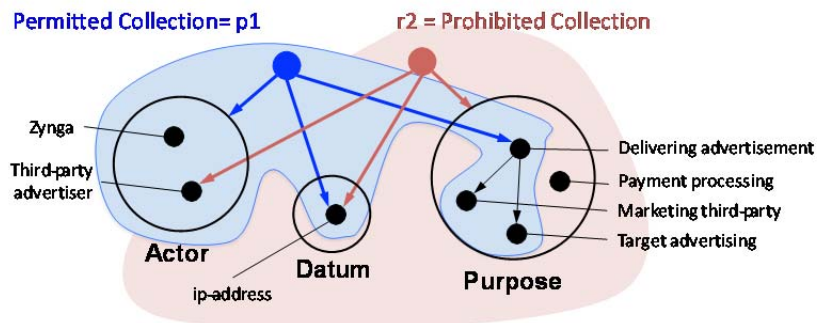 Permitted Collection= p1
r2 = Prohibited Collection
Zynga
Third-party
advertiser
Actor
ip-address
Datum
Purpose
Delivering advertisement
Payment processing
Marketing third-party
Target advertising